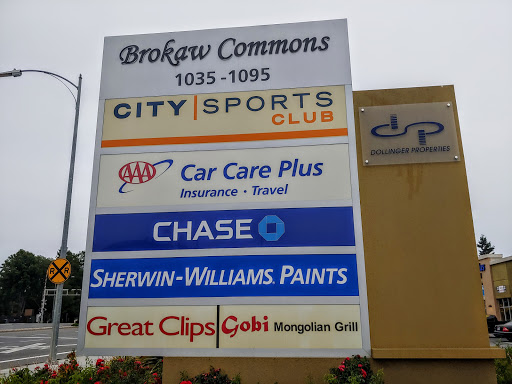 Brokaw Commons
1035-1095
CITY | SPORTS
CLUB
DOLLINGER PROPERTIES
AAA Car Care Plus
Insurance · Travel
CHASE
SHERWIN-WILLIAMS. PAINTS
Great Clips Gobi Mongolian Grill
R R